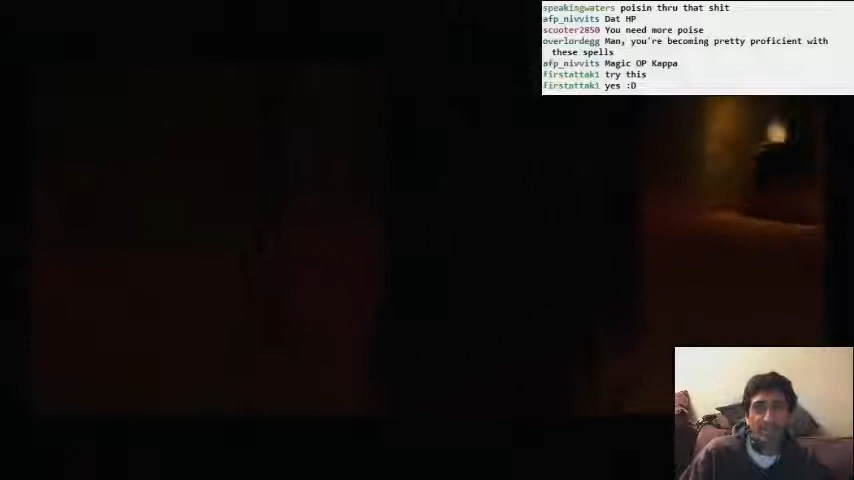 speakingwaters poisin thru that shit
afp_nivvits Dat HP
scooter2850 You need more poise
overlordegg Man, you're becoming pretty proficient with
these spells
afp_nivvits Magic OP Kappa
firstattak1 try this
firstattak1 yes :D